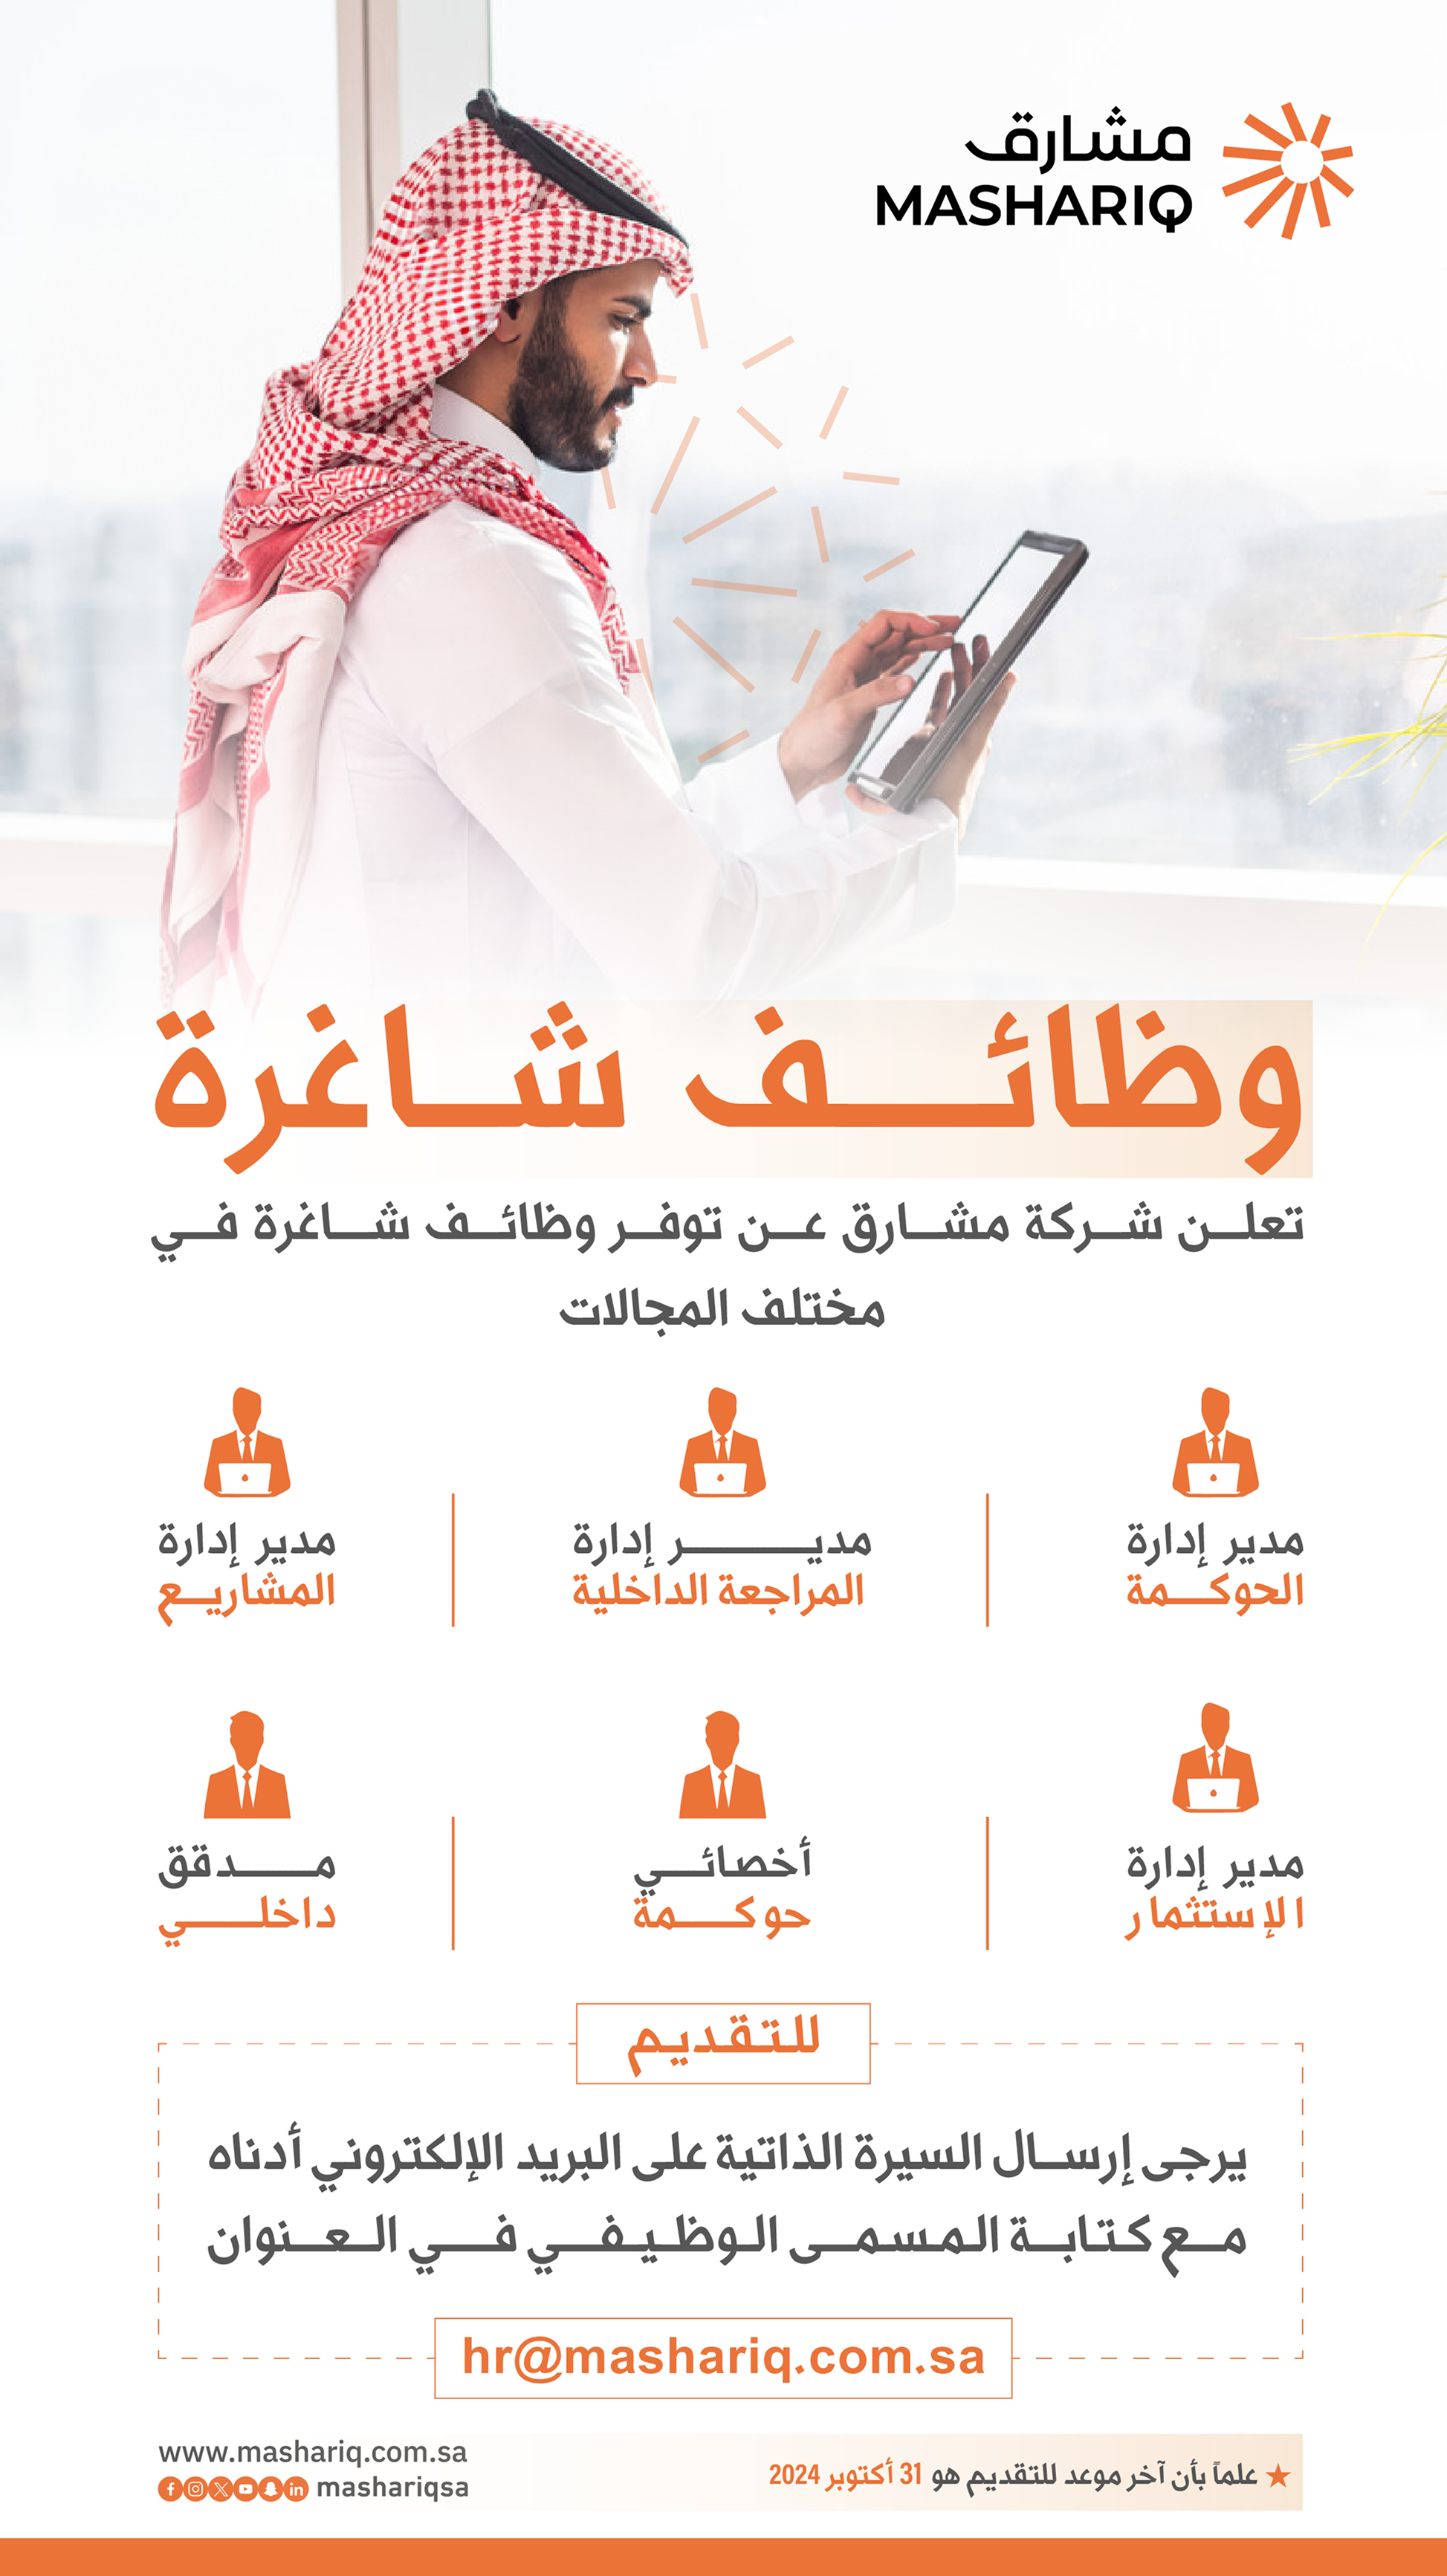 مشارق
MASHARIQ
وظائف شاغرة
تعلن شركة مشارق عن توفر وظائف شاغرة في
مختلف المجالات
مدير إدارة
الحوكمة
مدير إدارة
المراجعة الداخلية
مدير إدارة
المشاريع
مدير إدارة
الإستثمار
أخصائي
حوكمة
مدقق
داخلي
للتقديم
يرجى إرسال السيرة الذاتية على البريد الإلكتروني أدناه
مع كتابة المسمى الوظيفي في العنوان
hr@mashariq.com.sa
علماً بأن آخر موعد للتقديم هو 31 أكتوبر 2024
www.mashariq.com.sa
mashariqsa